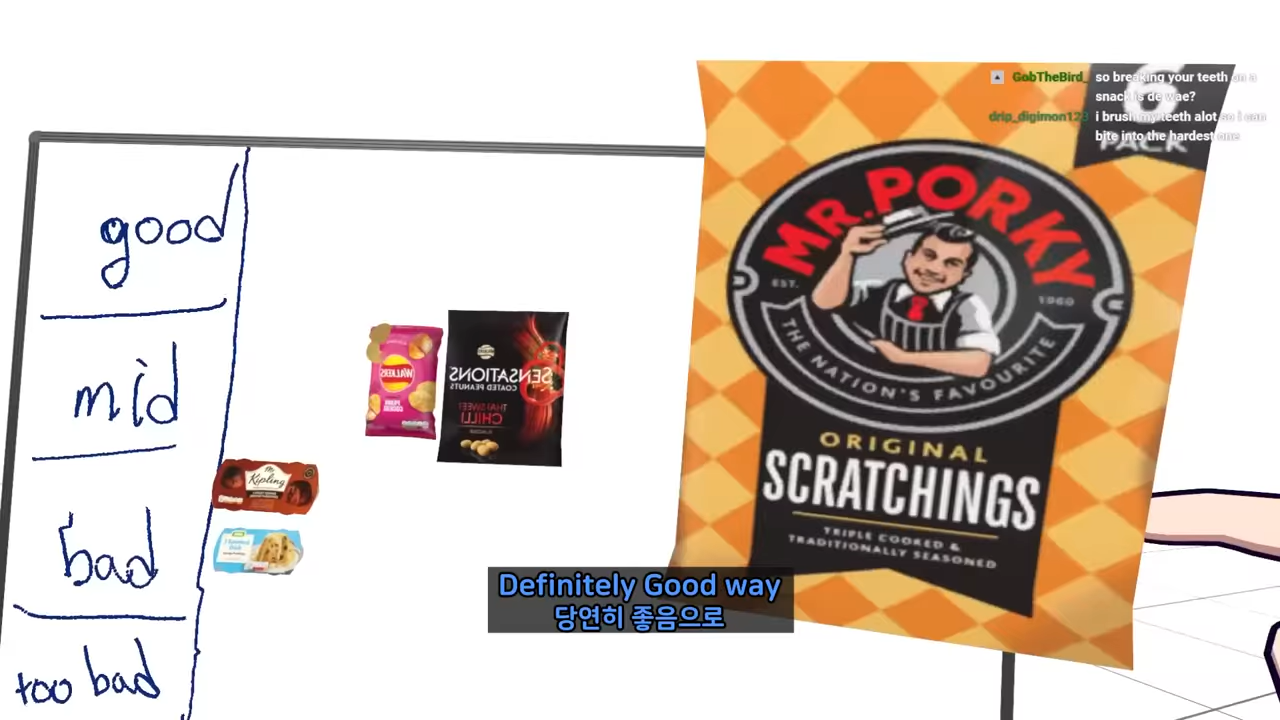 good
mid
bad
too bad
WALKERS
PRAWN
COCKTAIL
SENSATIONS
COATED PEANUTS
THAI SWEET
CHILLI
Mr
Kipling
6
PACK
MR. PORKY
EST. 1960
THE NATION'S FAVOURITE
ORIGINAL
SCRATCHINGS
TRIPLE COOKED &
TRADITIONALLY SEASONED
GobTheBird_ so breaking your teeth on a
snack is de wae?
drip_digimon123 i brush my teeth alot so i can
bite into the hardest one
Definitely Good way
당연히 좋음으로